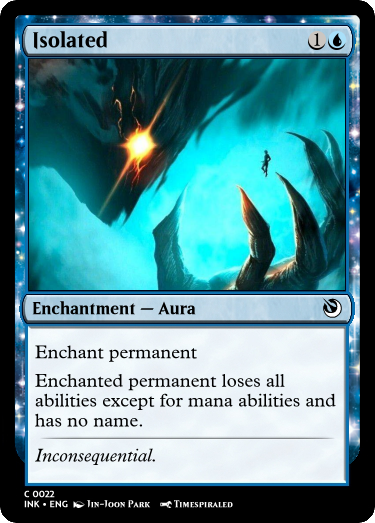 Isolated 1
Enchantment — Aura
Enchant permanent
Enchanted permanent loses all
abilities except for mana abilities and
has no name.
Inconsequential.
C 0022
INK • ENG Jin-Joon Park Timespiraled